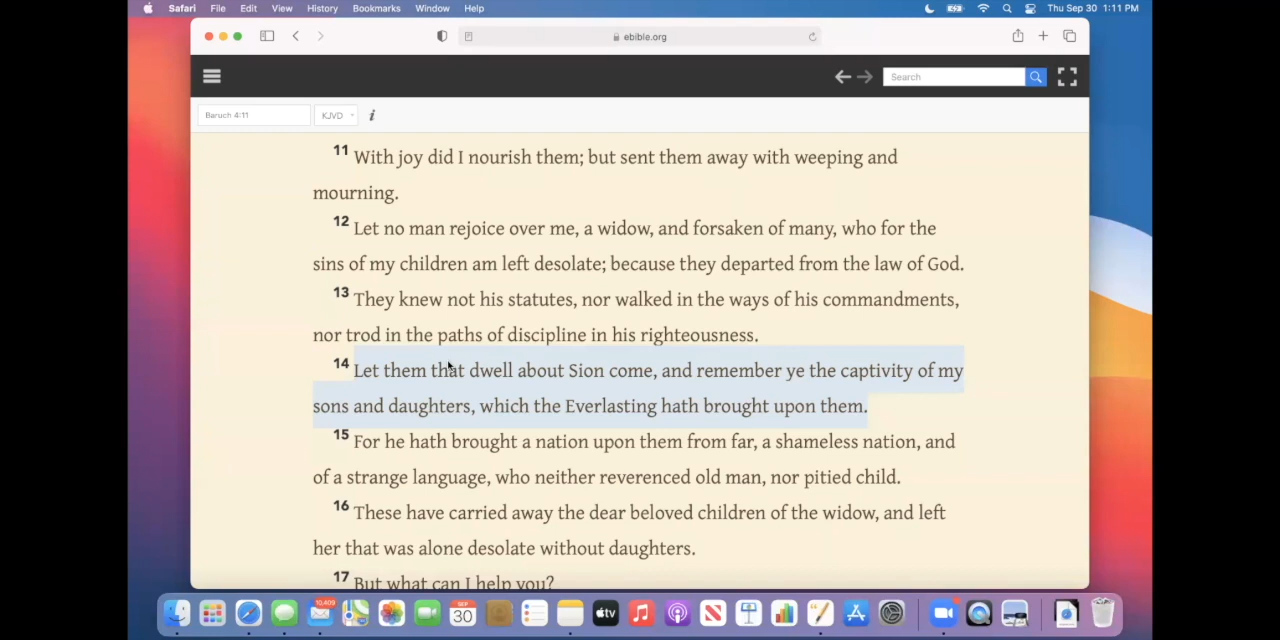 Safari File Edit View History Bookmarks Window Help Thu Sep 30 1:11 PM
ebible.org
Search
Baruch 4:11 KJVD i
11 With joy did I nourish them; but sent them away with weeping and
mourning.
12 Let no man rejoice over me, a widow, and forsaken of many, who for the
sins of my children am left desolate; because they departed from the law of God.
13 They knew not his statutes, nor walked in the ways of his commandments,
nor trod in the paths of discipline in his righteousness.
14 Let them that dwell about Sion come, and remember ye the captivity of my
sons and daughters, which the Everlasting hath brought upon them.
15 For he hath brought a nation upon them from far, a shameless nation, and
of a strange language, who neither reverenced old man, nor pitied child.
16 These have carried away the dear beloved children of the widow, and left
her that was alone desolate without daughters.
17 But what can I help you?
10,409 SEP 30 tv